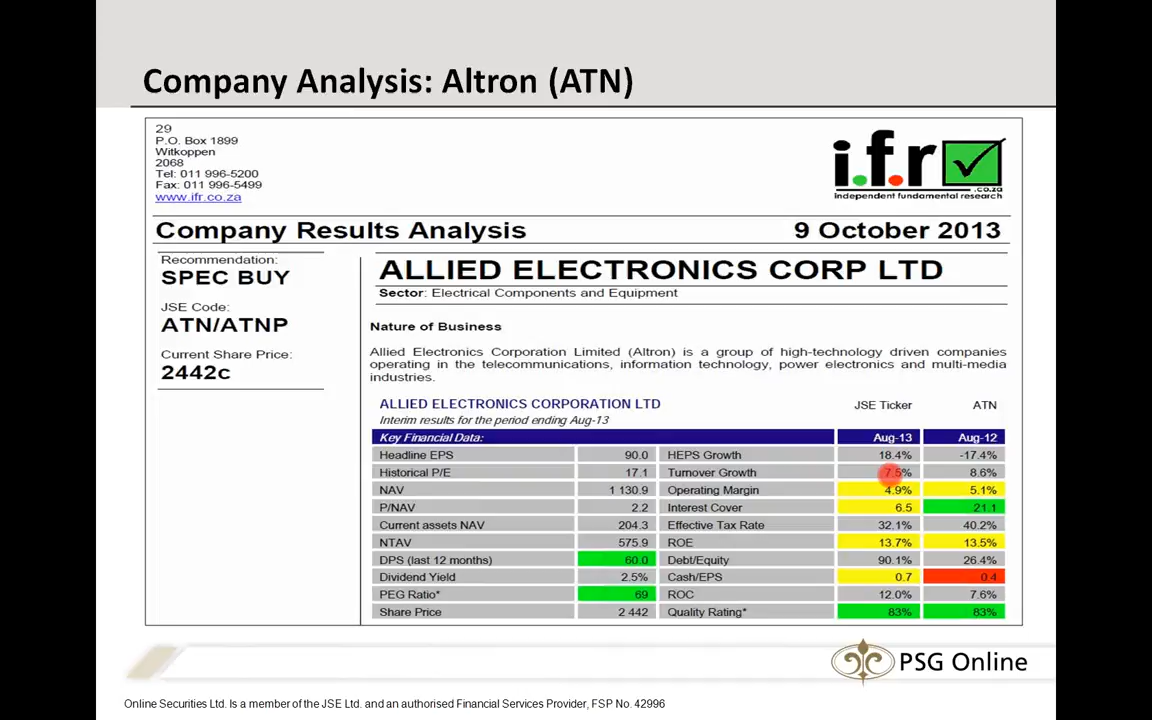 Company Analysis: Altron (ATN)
29
P.O. Box 1899
Witkoppen
2068
Tel: 011 996-5200
Fax: 011 996-5499
www.ifr.co.za
i.f.r
.co.za
independent fundamental research
Company Results Analysis 9 October 2013
Recommendation:
SPEC BUY
JSE Code:
ATN/ATNP
Current Share Price:
2442c
ALLIED ELECTRONICS CORP LTD
Sector: Electrical Components and Equipment
Nature of Business
Allied Electronics Corporation Limited (Altron) is a group of high-technology driven companies
operating in the telecommunications, information technology, power electronics and multi-media
industries.
ALLIED ELECTRONICS CORPORATION LTD JSE Ticker ATN
Interim results for the period ending Aug-13
Key Financial Data: Aug-13 Aug-12
Headline EPS 90.0 HEPS Growth 18.4% -17.4%
Historical P/E 17.1 Turnover Growth 7.5% 8.6%
NAV 1 130.9 Operating Margin 4.9% 5.1%
P/NAV 2.2 Interest Cover 6.5 21.1
Current assets NAV 204.3 Effective Tax Rate 32.1% 40.2%
NTAV 575.9 ROE 13.7% 13.5%
DPS (last 12 months) 60.0 Debt/Equity 90.1% 26.4%
Dividend Yield 2.5% Cash/EPS 0.7 0.4
PEG Ratio* 69 ROC 12.0% 7.6%
Share Price 2 442 Quality Rating* 83% 83%
PSG Online
Online Securities Ltd. Is a member of the JSE Ltd. and an authorised Financial Services Provider, FSP No. 42996